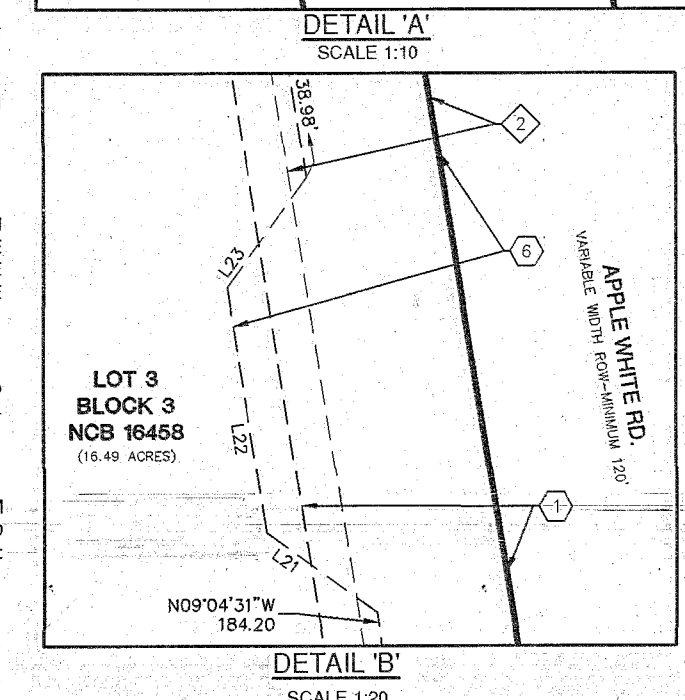 DETAIL 'A'
SCALE 1:10
38.98'
2
L23
6
APPLE WHITE RD.
VARIABLE WIDTH ROW-MINIMUM 120'
LOT 3
BLOCK 3
NCB 16458
(16.49 ACRES)
L22
1
L21
N09°04'31"W
184.20
DETAIL 'B'
SCALE 1:20